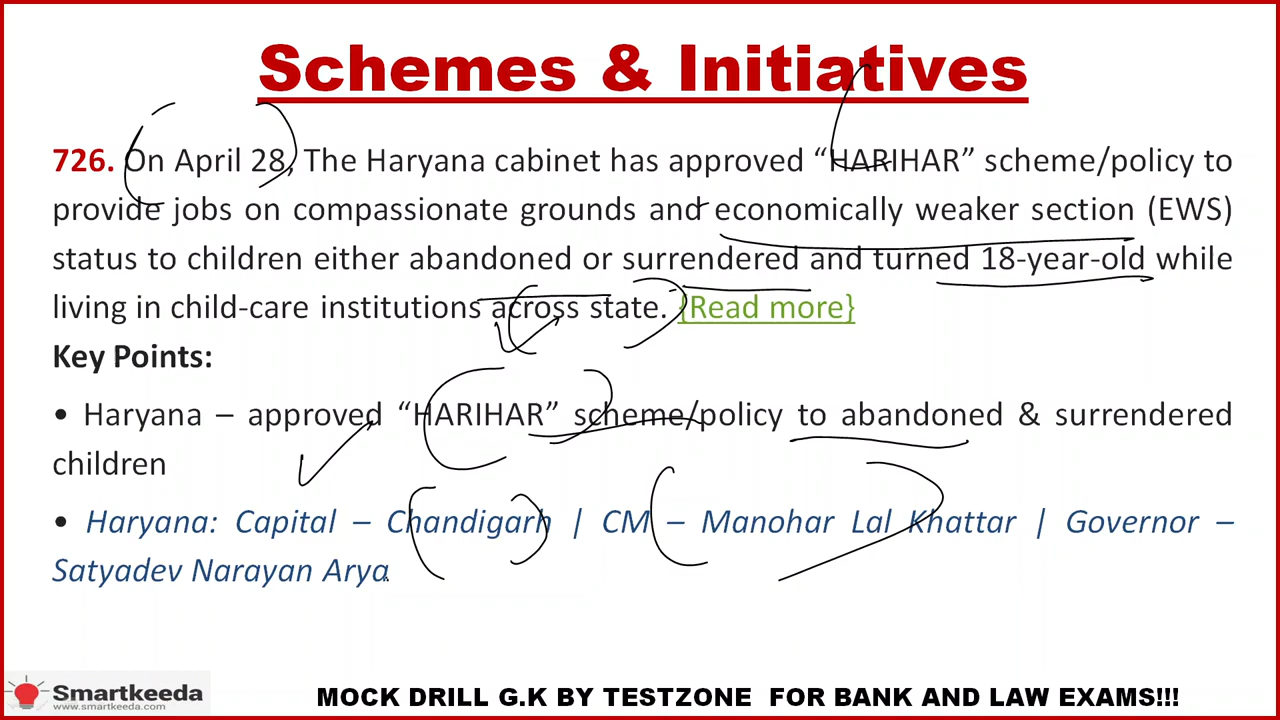 Schemes & Initiatives
726. On April 28, The Haryana cabinet has approved “HARIHAR” scheme/policy to
provide jobs on compassionate grounds and economically weaker section (EWS)
status to children either abandoned or surrendered and turned 18-year-old while
living in child-care institutions across state. {Read more}
Key Points:
• Haryana – approved “HARIHAR” scheme/policy to abandoned & surrendered
children
• Haryana: Capital – Chandigarh | CM – Manohar Lal Khattar | Governor –
Satyadev Narayan Arya.
Smartkeeda
www.smartkeeda.com
MOCK DRILL G.K BY TESTZONE FOR BANK AND LAW EXAMS!!!